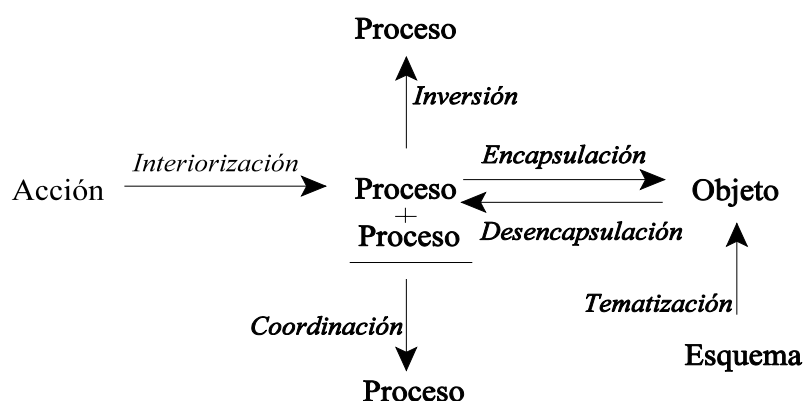 Proceso
Inversión
Interiorización
Encapsulación
Acción
Proceso
Objeto
+
Proceso
Desencapsulación
Tematización
Coordinación
Esquema
Proceso